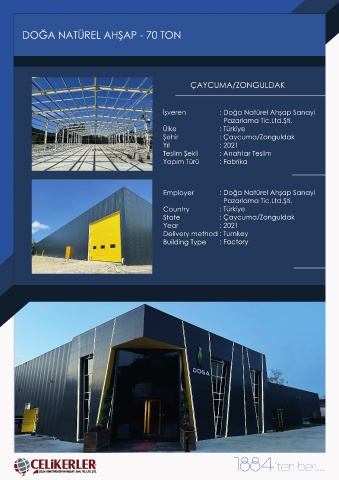 DOĞA NATÜREL AHŞAP - 70 TON
ÇAYCUMA/ZONGULDAK
İşveren : Doğa Natürel Ahşap Sanayi
Pazarlama Tic.Ltd.Şti.
Ülke : Türkiye
Şehir : Çaycuma/Zonguldak
Yıl : 2021
Teslim Şekli : Anahtar Teslim
Yapım Türü : Fabrika
Employer : Doğa Natürel Ahşap Sanayi
Pazarlama Tic.Ltd.Şti.
Country : Türkiye
State : Çaycuma/Zonguldak
Year : 2021
Delivery method : Turnkey
Building Type : Factory
DOĞA
ÇELİKERLER
1884'ten beri...